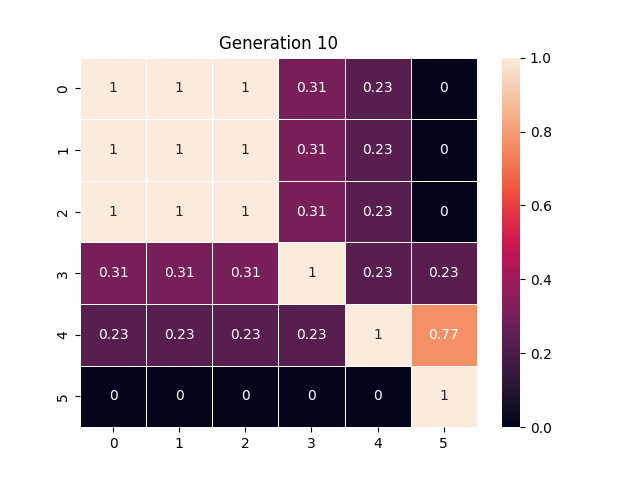 Generation 10
0 1 1 1 0.31 0.23 0
1 1 1 1 0.31 0.23 0
2 1 1 1 0.31 0.23 0
3 0.31 0.31 0.31 1 0.23 0.23
4 0.23 0.23 0.23 0.23 1 0.77
5 0 0 0 0 0 1
0 1 2 3 4 5
1.0
0.8
0.6
0.4
0.2
0.0